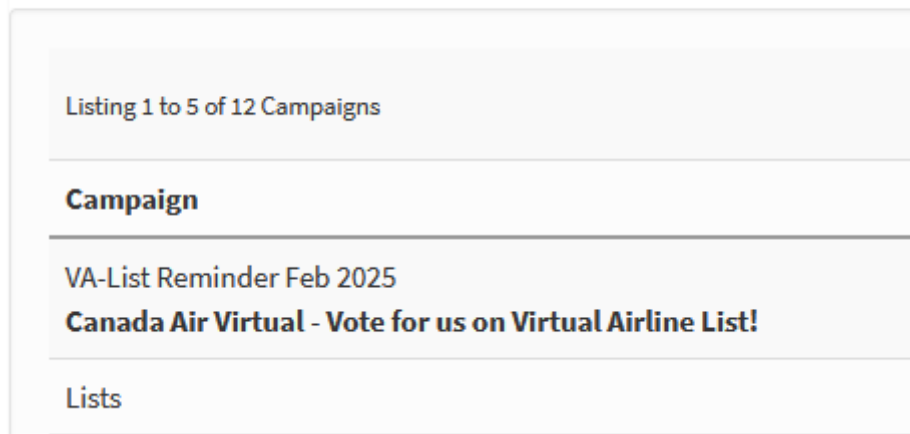 Listing 1 to 5 of 12 Campaigns
Campaign
VA-List Reminder Feb 2025
Canada Air Virtual - Vote for us on Virtual Airline List!
Lists